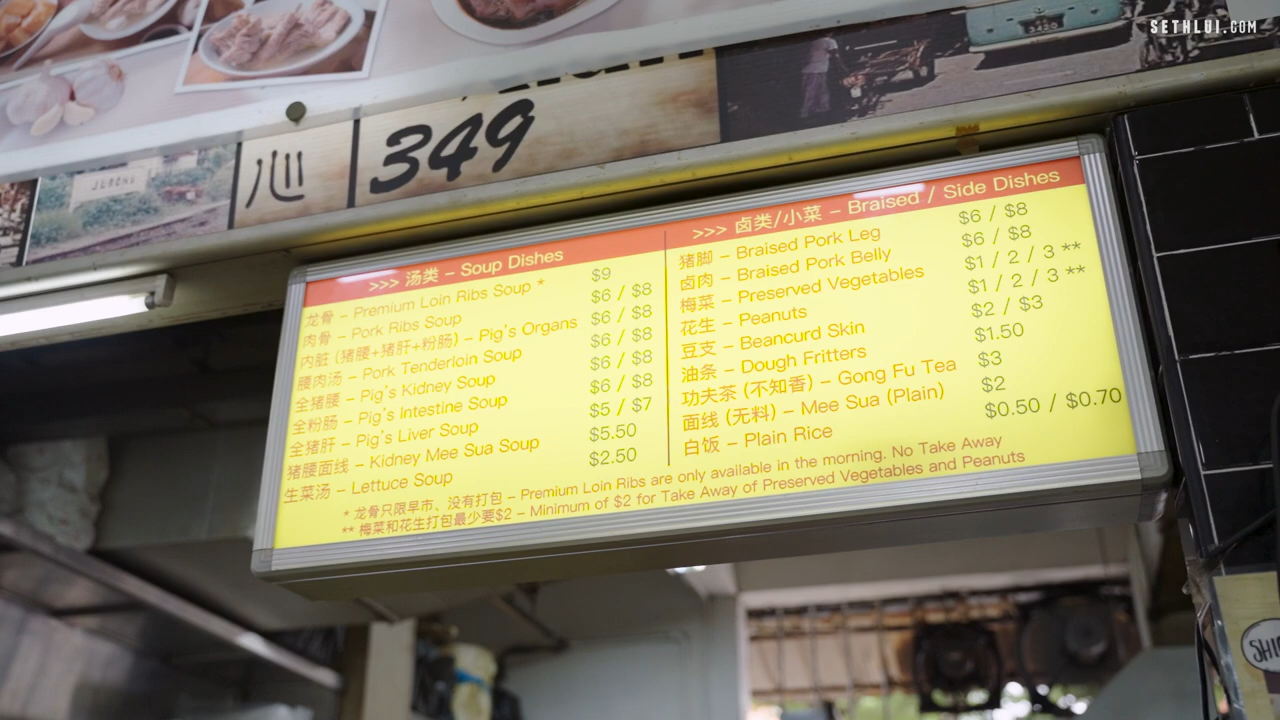 SETHLUI.COM
心
349
>>> 汤类 – Soup Dishes
龙骨 – Premium Loin Ribs Soup * $9
肉骨 – Pork Ribs Soup $6 / $8
内脏 (猪腰+猪肝+粉肠) – Pig's Organs $6 / $8
腰肉汤 – Pork Tenderloin Soup $6 / $8
全猪腰 – Pig's Kidney Soup $6 / $8
全粉肠 – Pig's Intestine Soup $6 / $8
全猪肝 – Pig's Liver Soup $5 / $7
猪腰面线 – Kidney Mee Sua Soup $5.50
生菜汤 – Lettuce Soup $2.50
>>> 卤类/小菜 – Braised / Side Dishes
猪脚 – Braised Pork Leg $6 / $8
卤肉 – Braised Pork Belly $6 / $8
梅菜 – Preserved Vegetables $1 / 2 / 3 **
花生 – Peanuts $1 / 2 / 3 **
豆支 – Beancurd Skin $2 / $3
油条 – Dough Fritters $1.50
功夫茶 (不知香) – Gong Fu Tea $3
面线 (无料) – Mee Sua (Plain) $2
白饭 – Plain Rice $0.50 / $0.70
* 龙骨只限早市、没有打包 – Premium Loin Ribs are only available in the morning. No Take Away
** 梅菜和花生打包最少要$2 – Minimum of $2 for Take Away of Preserved Vegetables and Peanuts